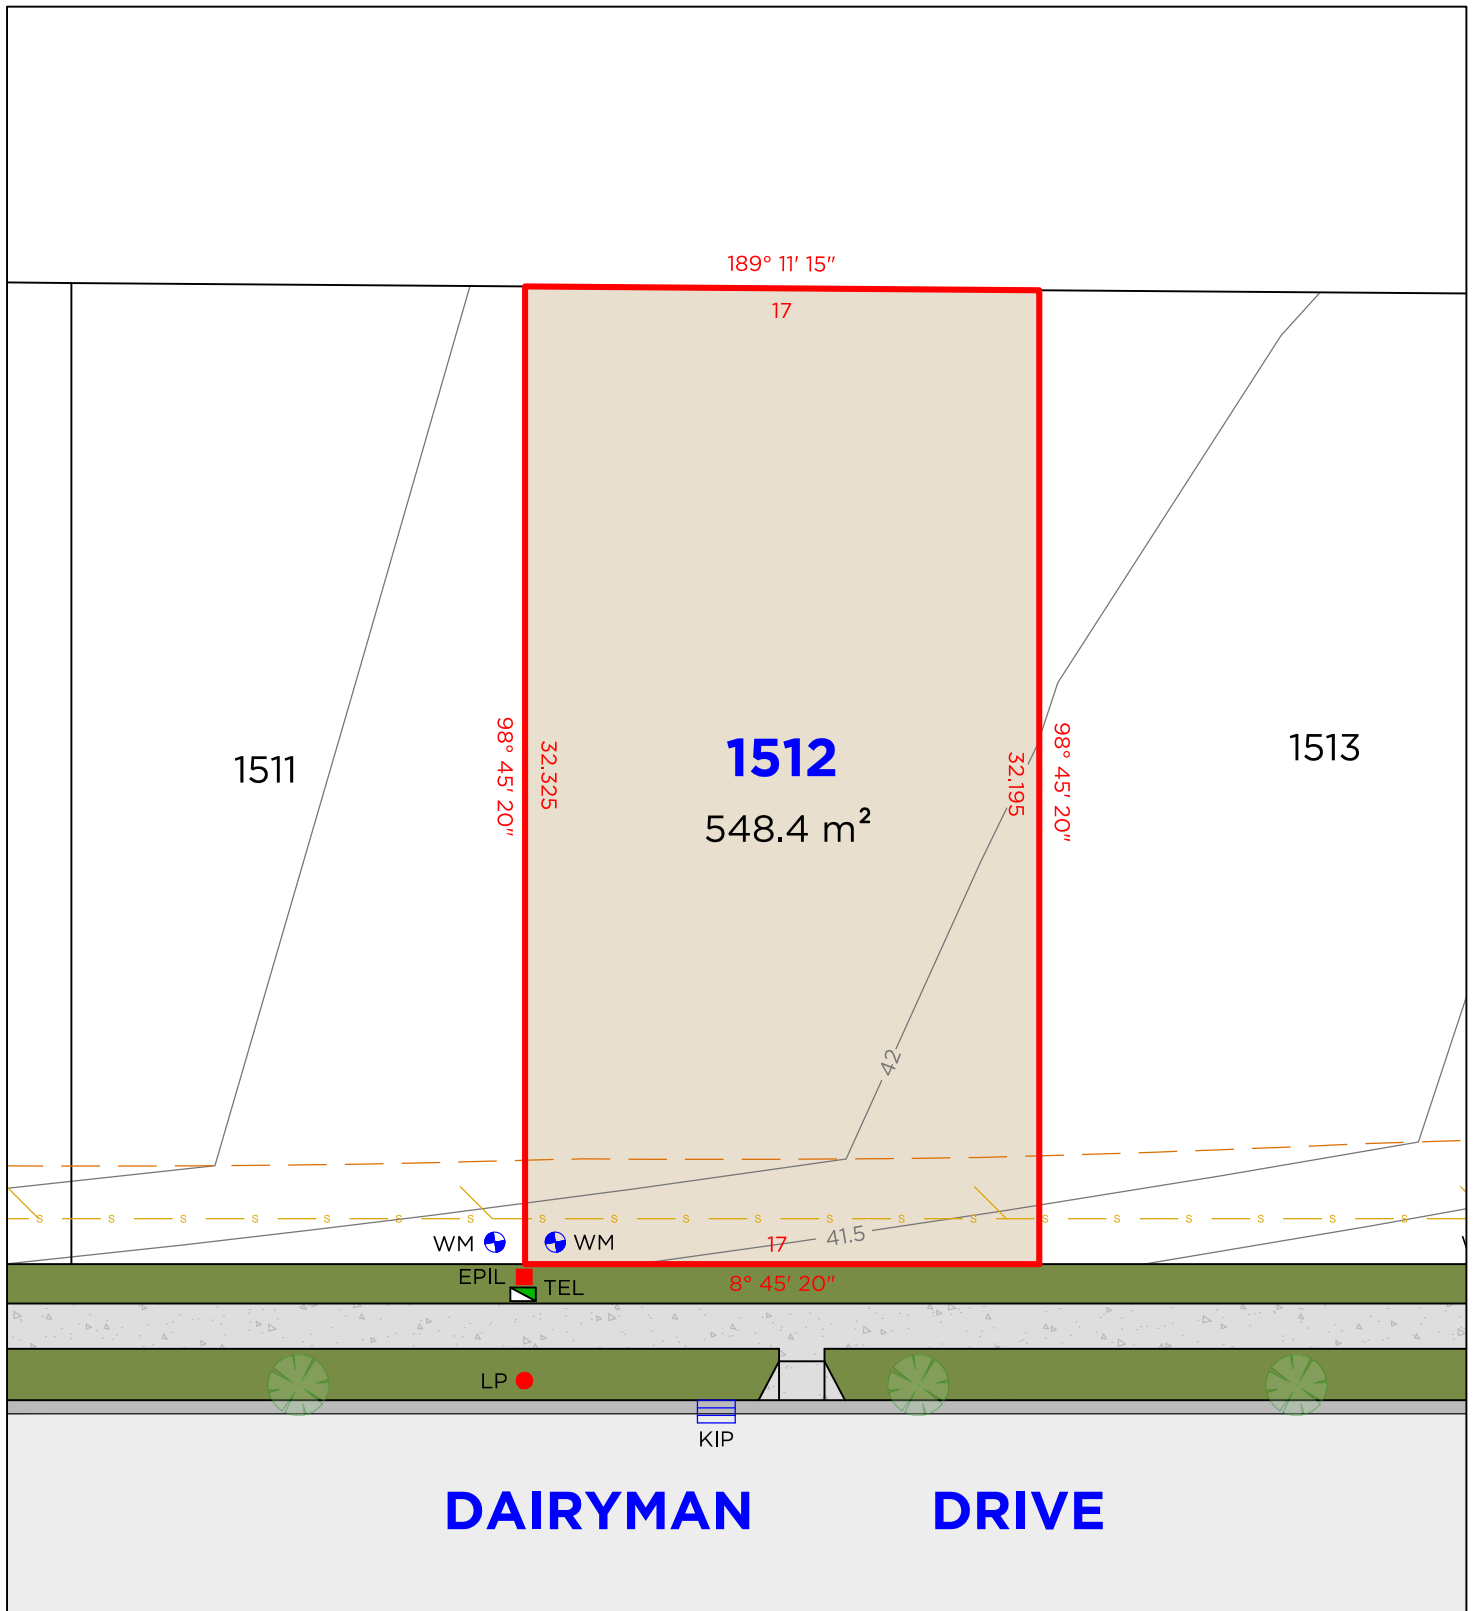 189° 11' 15"
17
98° 45' 20"
32.325
1511
1512
548.4 m²
32.195
98° 45' 20"
1513
42
S S S S S S S S S S S S S S S S S S S S
WM
WM
17
41.5
EPIL
TEL
8° 45' 20"
LP
KIP
DAIRYMAN DRIVE